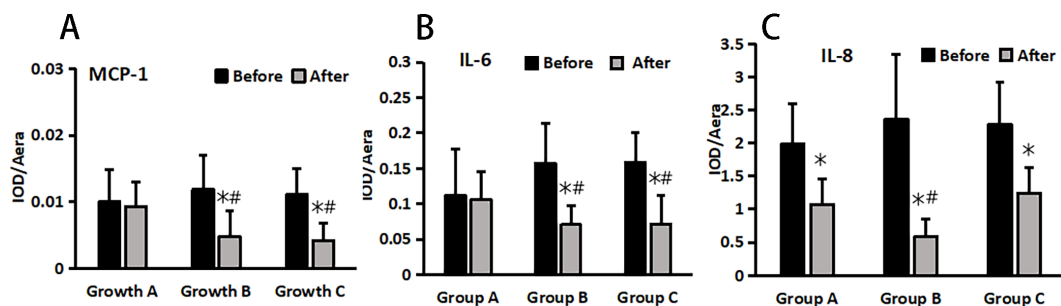 A
MCP-1
Before
After
IOD/Aera
0.03
0.02
0.01
0
*#
*#
Growth A
Growth B
Growth C
B
IL-6
Before
After
IOD/Aera
0.3
0.25
0.2
0.15
0.1
0.05
0
*#
*#
Group A
Group B
Group C
C
IL-8
Before
After
IOD/Aera
3.5
3
2.5
2
1.5
1
0.5
0
*
*#
*
Group A
Group B
Group C